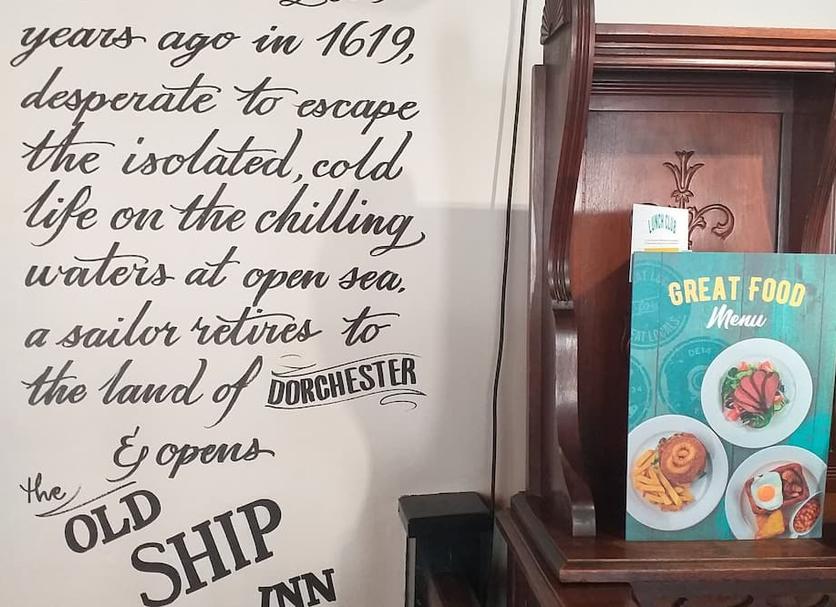 years ago in 1619,
desperate to escape
the isolated, cold
life on the chilling
waters at open sea,
a sailor retires to
the land of DORCHESTER
& opens
the
OLD
SHIP
INN
LUNCH CLUB
GREAT FOOD
Menu